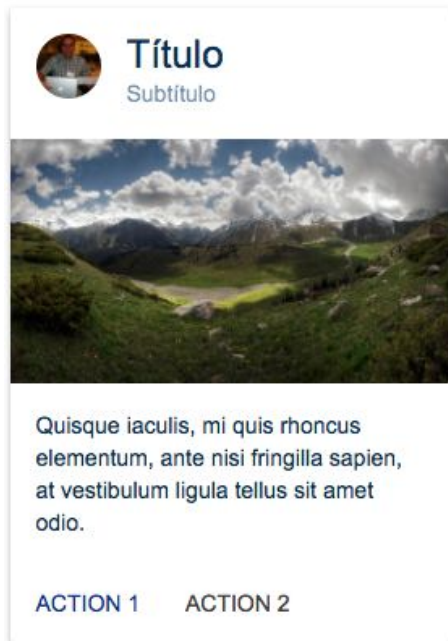 Título
Subtítulo
Quisque iaculis, mi quis rhoncus
elementum, ante nisi fringilla sapien,
at vestibulum ligula tellus sit amet
odio.
ACTION 1 ACTION 2